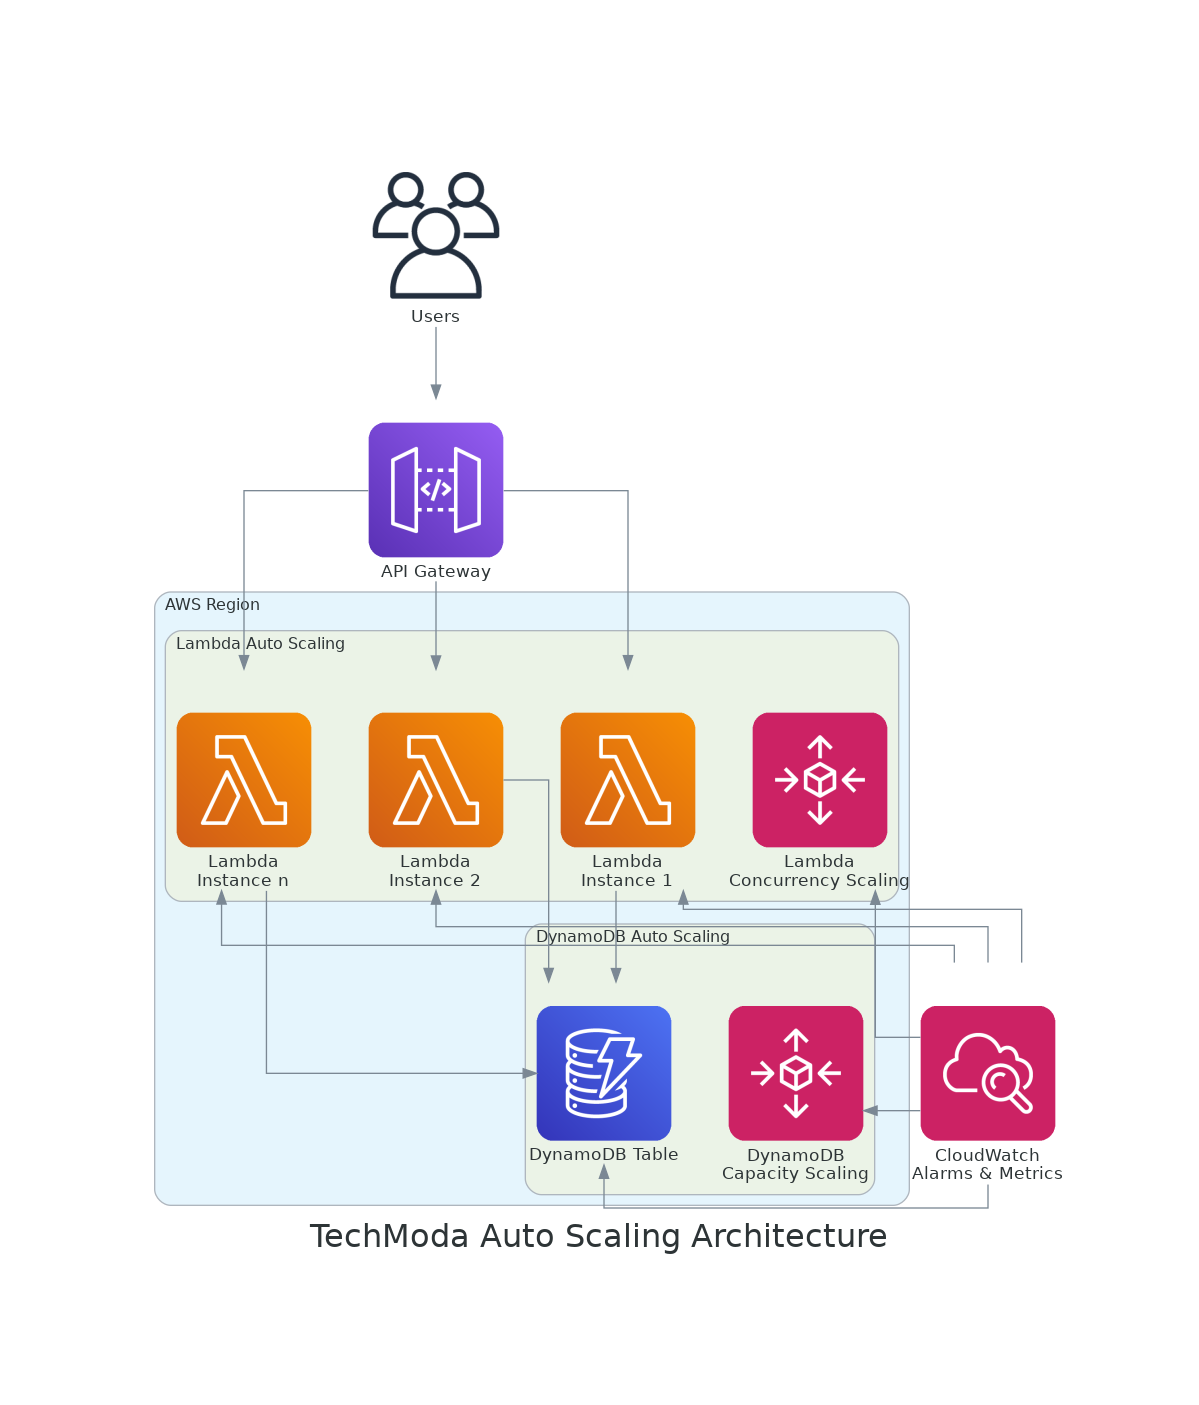 Users
API Gateway
AWS Region
Lambda Auto Scaling
Lambda
Instance n
Lambda
Instance 2
Lambda
Instance 1
Lambda
Concurrency Scaling
DynamoDB Auto Scaling
DynamoDB Table
DynamoDB
Capacity Scaling
CloudWatch
Alarms & Metrics
TechModa Auto Scaling Architecture